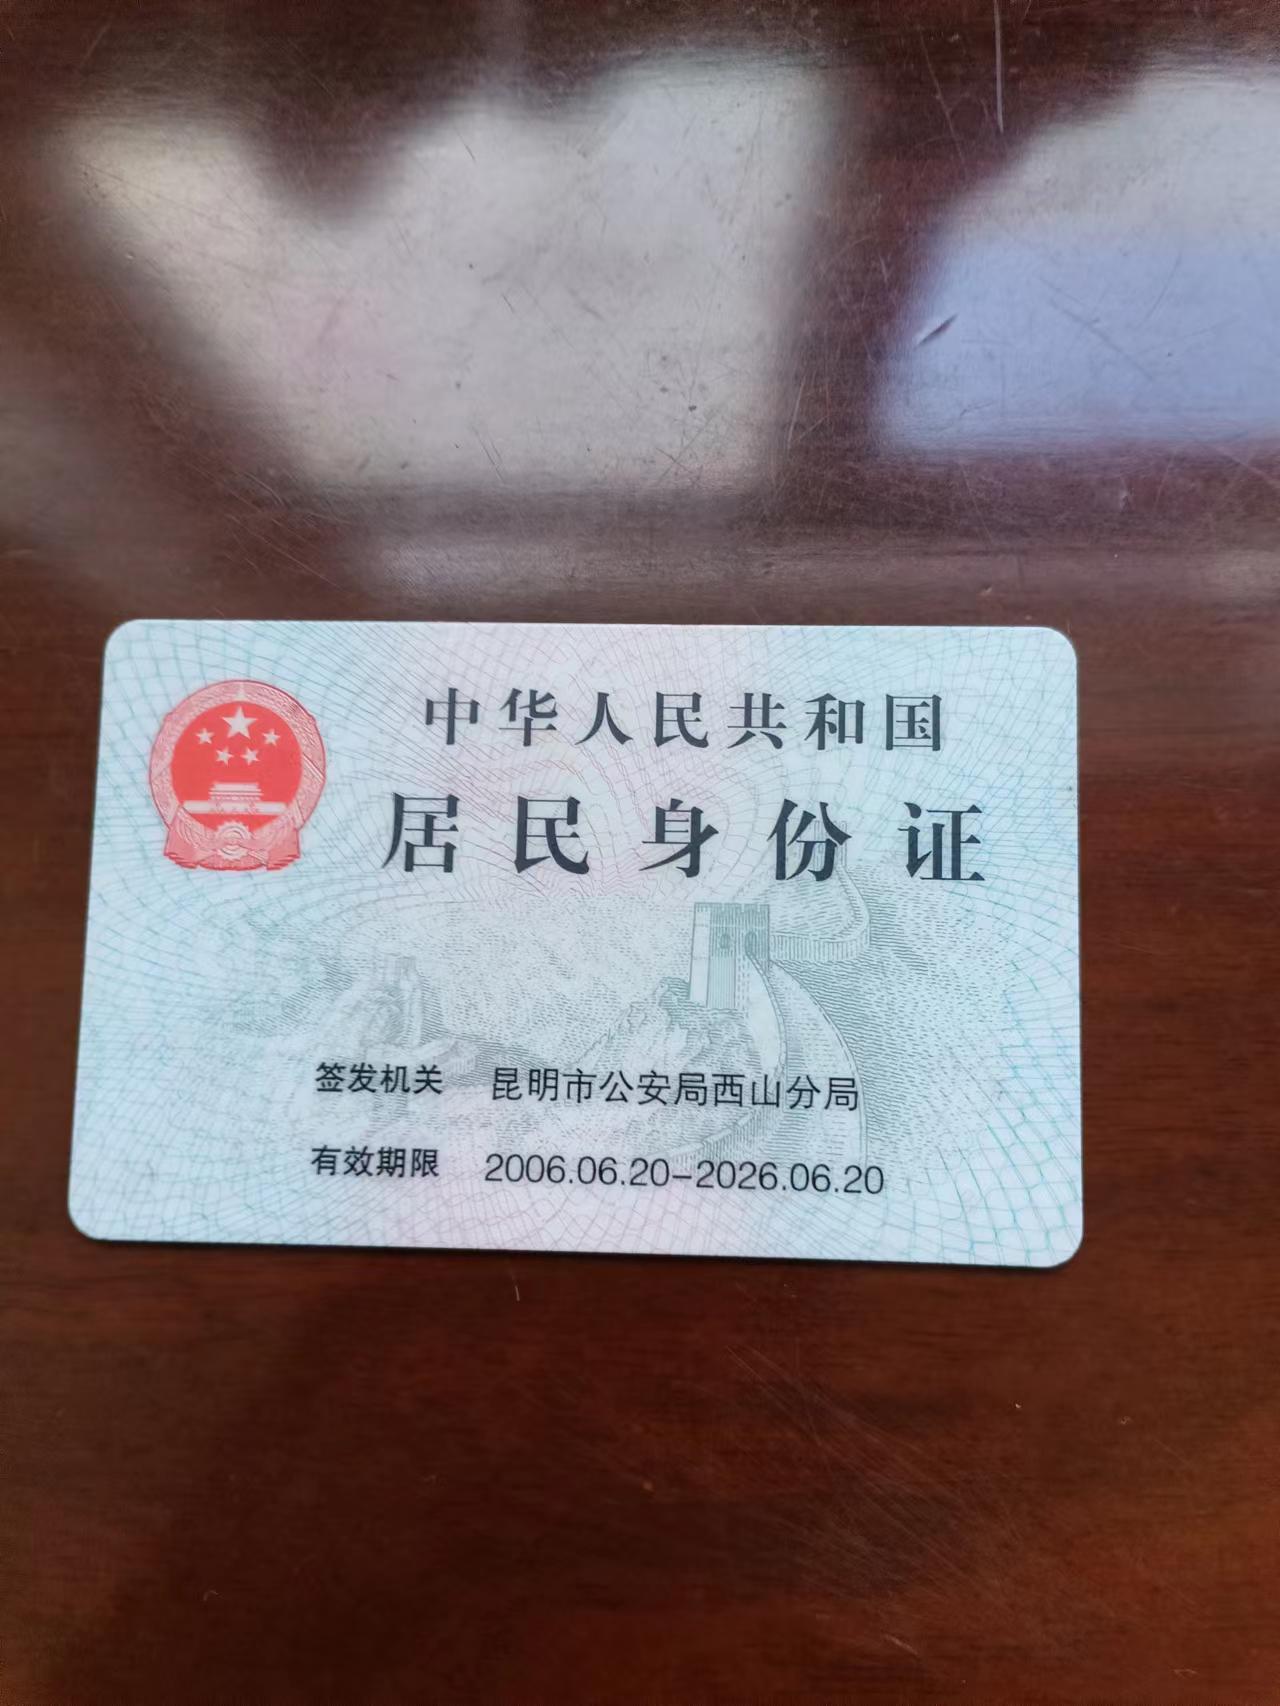 中华人民共和国
居民身份证
签发机关 昆明市公安局西山分局
有效期限 2006.06.20-2026.06.20